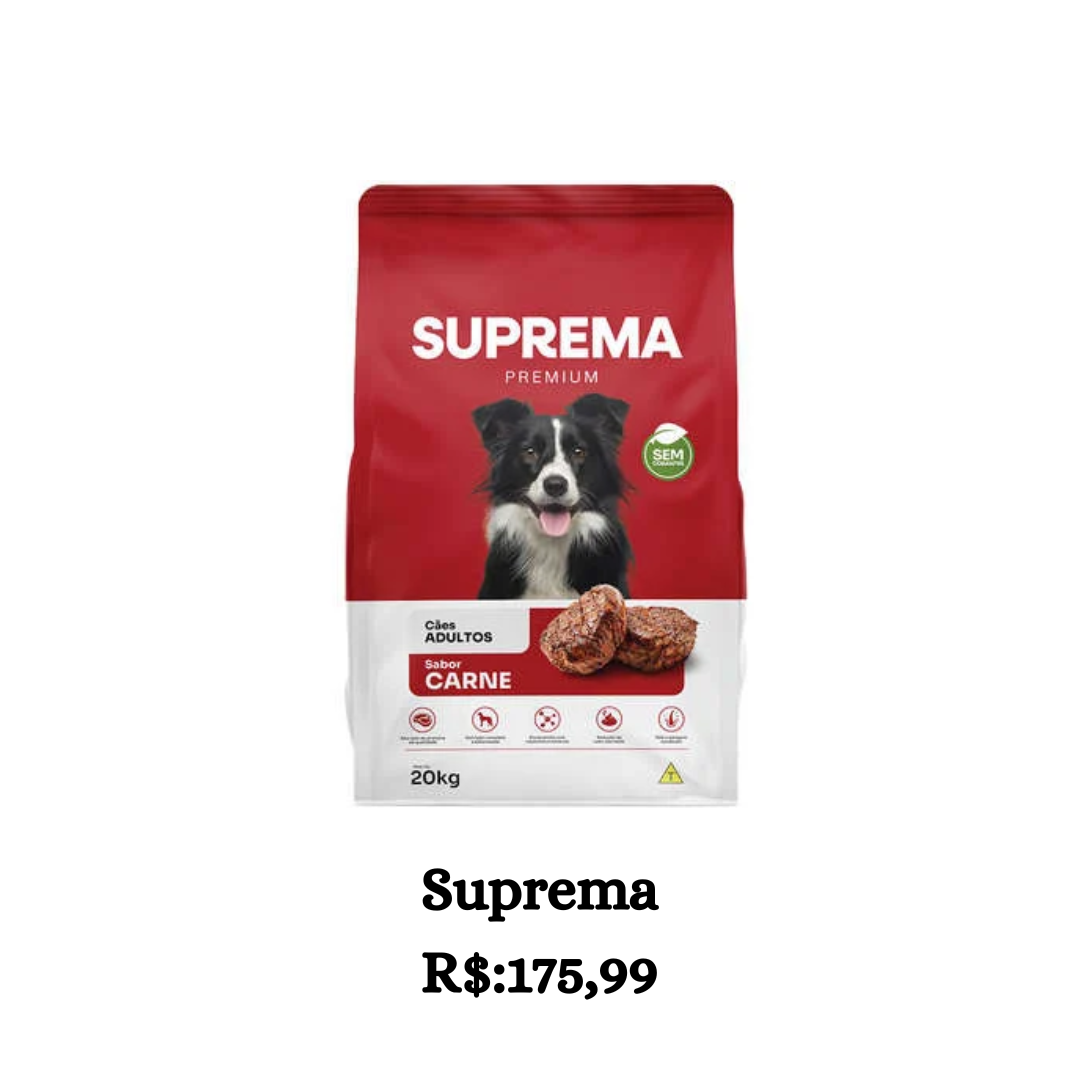 SUPREMA
PREMIUM
SEM
Cães
ADULTOS
Sabor
CARNE
20kg
T
Suprema
R$:175,99